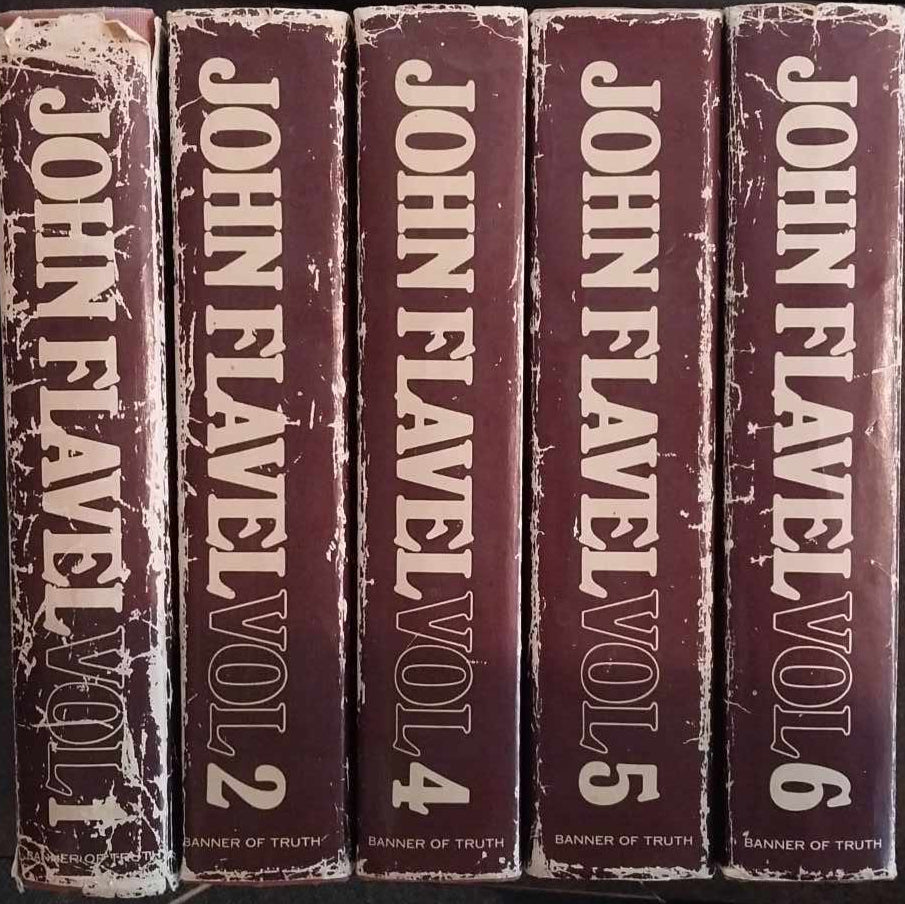 JOHN FLAVEL VOL 1
BANNER OF TRUTH
JOHN FLAVEL VOL 2
BANNER OF TRUTH
JOHN FLAVEL VOL 4
BANNER OF TRUTH
JOHN FLAVEL VOL 5
BANNER OF TRUTH
JOHN FLAVEL VOL 6
BANNER OF TRUTH